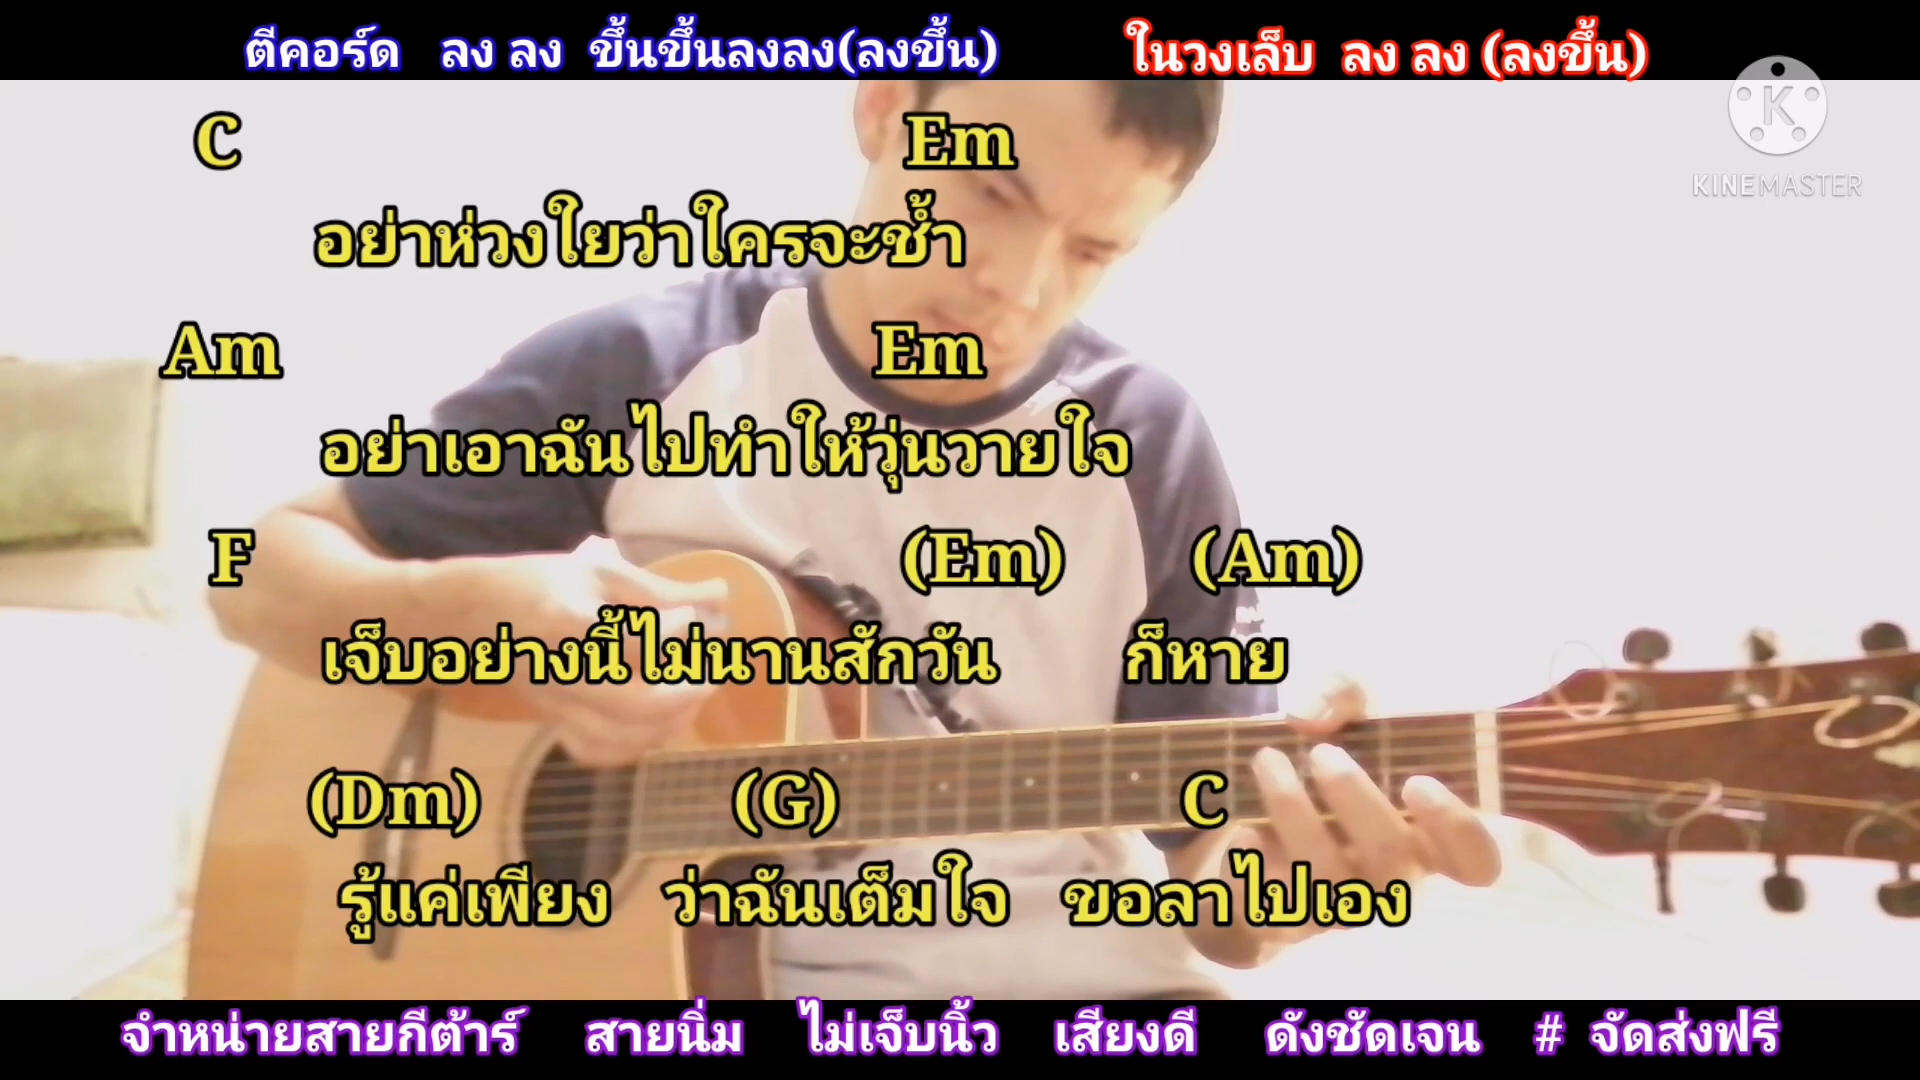 ตีคอร์ด ลง ลง ขึ้นขึ้นลงลง(ลงขึ้น) ในวงเล็บ ลง ลง (ลงขึ้น)
KINEMASTER
C Em
อย่าห่วงใยว่าใครจะช้ำ
Am Em
อย่าเอาฉันไปทำให้วุ่นวายใจ
F (Em) (Am)
เจ็บอย่างนี้ไม่นานสักวัน ก็หาย
(Dm) (G) C
รู้แค่เพียง ว่าฉันเต็มใจ ขอลาไปเอง
จำหน่ายสายกีต้าร์ สายนิ่ม ไม่เจ็บนิ้ว เสียงดี ดังชัดเจน # จัดส่งฟรี